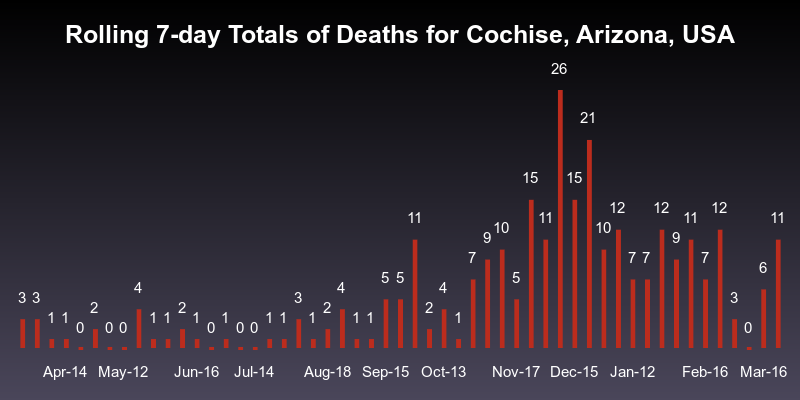 Rolling 7-day Totals of Deaths for Cochise, Arizona, USA
3 3 1 1 0 2 0 0 4 1 1 2 1 0 1 0 0 1 1 3 1 2 4 1 1 5 5 11 2 4 1 7 9 10 5 15 11 26 15 21 10 12 7 7 12 9 11 7 12 3 0 6 11
Apr-14 May-12 Jun-16 Jul-14 Aug-18 Sep-15 Oct-13 Nov-17 Dec-15 Jan-12 Feb-16 Mar-16